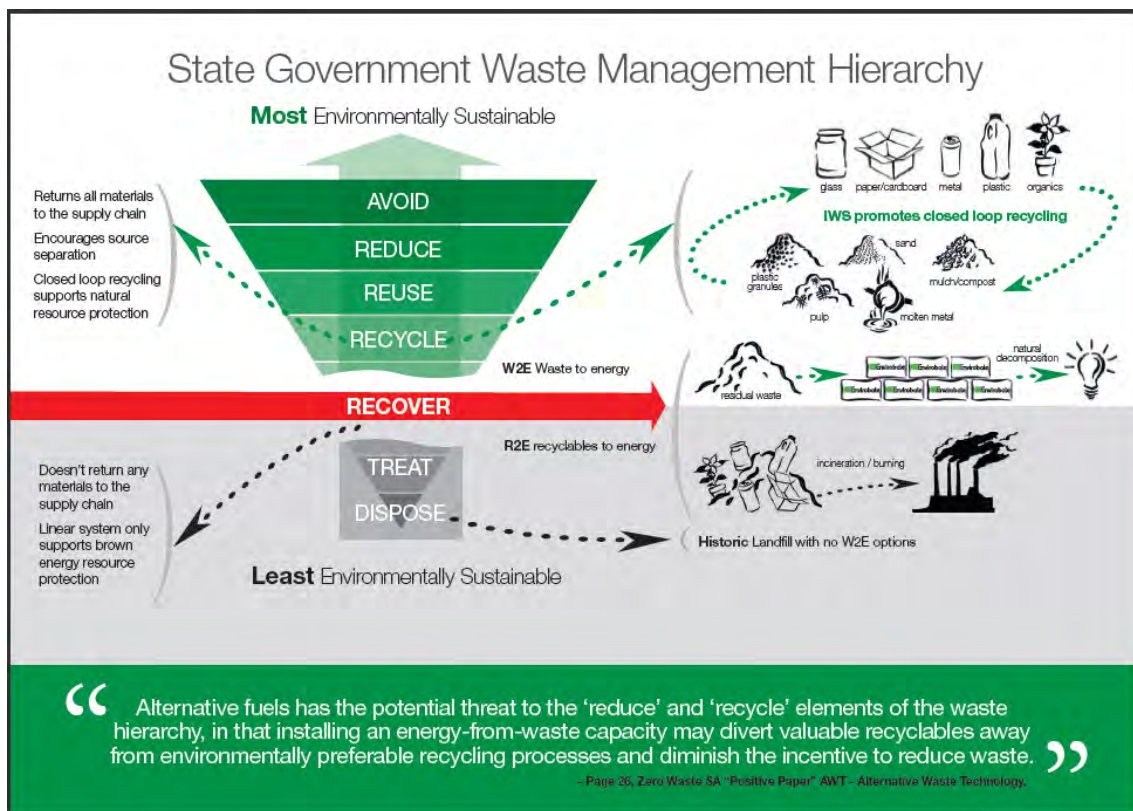 State Government Waste Management Hierarchy
Most Environmentally Sustainable
AVOID
REDUCE
REUSE
RECYCLE
Returns all materials
to the supply chain
Encourages source
separation
Closed loop recycling
supports natural
resource protection
glass
paper/cardboard
metal
plastic
organics
IWS promotes closed loop recycling
plastic
granules
sand
mulch/compost
pulp
molten metal
W2E Waste to energy
RECOVER
R2E recyclables to energy
residual waste
Envirobale Envirobale Envirobale
Envirobale Envirobale Envirobale Envirobale
natural
decomposition
incineration / burning
TREAT
DISPOSE
Doesn't return any
materials to the
supply chain
Linear system only
supports brown
energy resource
protection
Historic Landfill with no W2E options
Least Environmentally Sustainable
“ Alternative fuels has the potential threat to the ‘reduce’ and ‘recycle’ elements of the waste
hierarchy, in that installing an energy-from-waste capacity may divert valuable recyclables away
from environmentally preferable recycling processes and diminish the incentive to reduce waste. ”
– Page 26, Zero Waste SA "Positive Paper" AWT – Alternative Waste Technology.